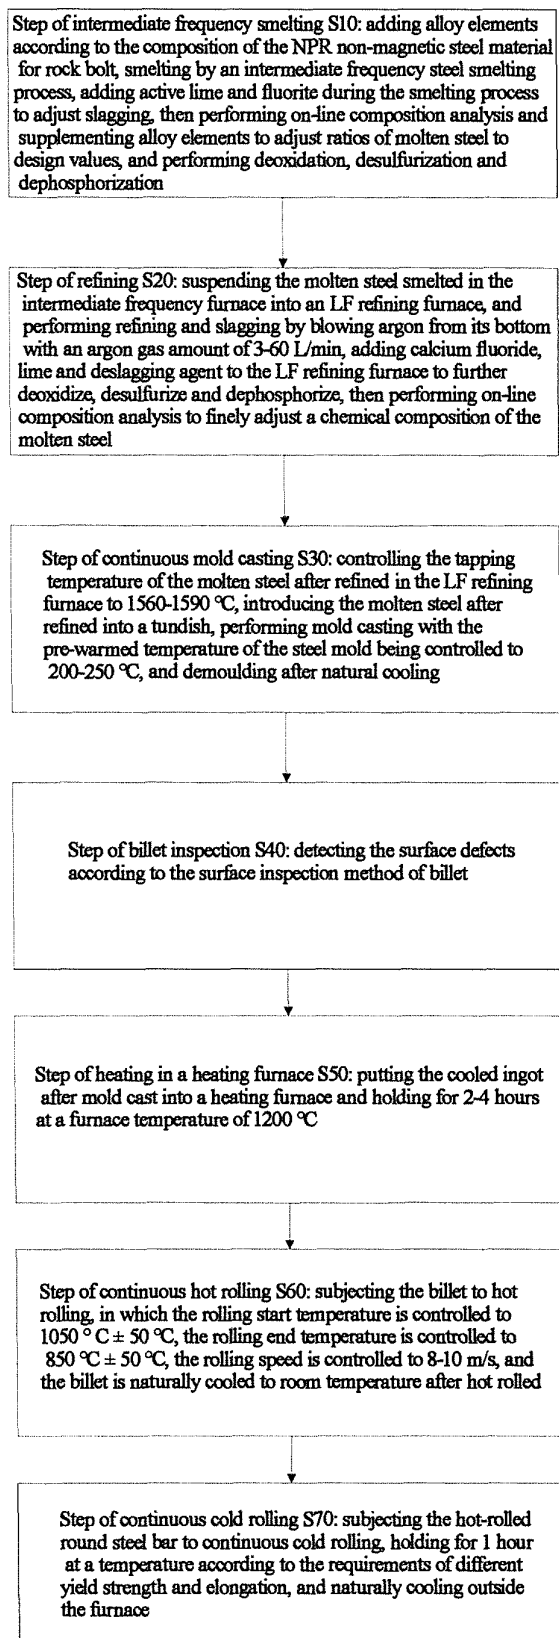 Step of intermediate frequency smelting S10: adding alloy elements
according to the composition of the NPR non-magnetic steel material
for rock bolt, smelting by an intermediate frequency steel smelting
process, adding active lime and fluorite during the smelting process
to adjust slagging, then performing on-line composition analysis and
supplementing alloy elements to adjust ratios of molten steel to
design values, and performing deoxidation, desulfurization and
dephosphorization
Step of refining S20: suspending the molten steel smelted in the
intermediate frequency furnace into an LF refining furnace, and
performing refining and slagging by blowing argon from its bottom
with an argon gas amount of 3-60 L/min, adding calcium fluoride,
lime and deslagging agent to the LF refining furnace to further
deoxidize, desulfurize and dephosphorize, then performing on-line
composition analysis to finely adjust a chemical composition of the
molten steel
Step of continuous mold casting S30: controlling the tapping
temperature of the molten steel after refined in the LF refining
furnace to 1560-1590 °C, introducing the molten steel after
refined into a tundish, performing mold casting with the
pre-warmed temperature of the steel mold being controlled to
200-250 °C, and demoulding after natural cooling
Step of billet inspection S40: detecting the surface defects
according to the surface inspection method of billet
Step of heating in a heating furnace S50: putting the cooled ingot
after mold cast into a heating furnace and holding for 2-4 hours
at a furnace temperature of 1200 °C
Step of continuous hot rolling S60: subjecting the billet to hot
rolling, in which the rolling start temperature is controlled to
1050 ° C ± 50 °C, the rolling end temperature is controlled to
850 °C ± 50 °C, the rolling speed is controlled to 8-10 m/s, and
the billet is naturally cooled to room temperature after hot rolled
Step of continuous cold rolling S70: subjecting the hot-rolled
round steel bar to continuous cold rolling, holding for 1 hour
at a temperature according to the requirements of different
yield strength and elongation, and naturally cooling outside
the furnace